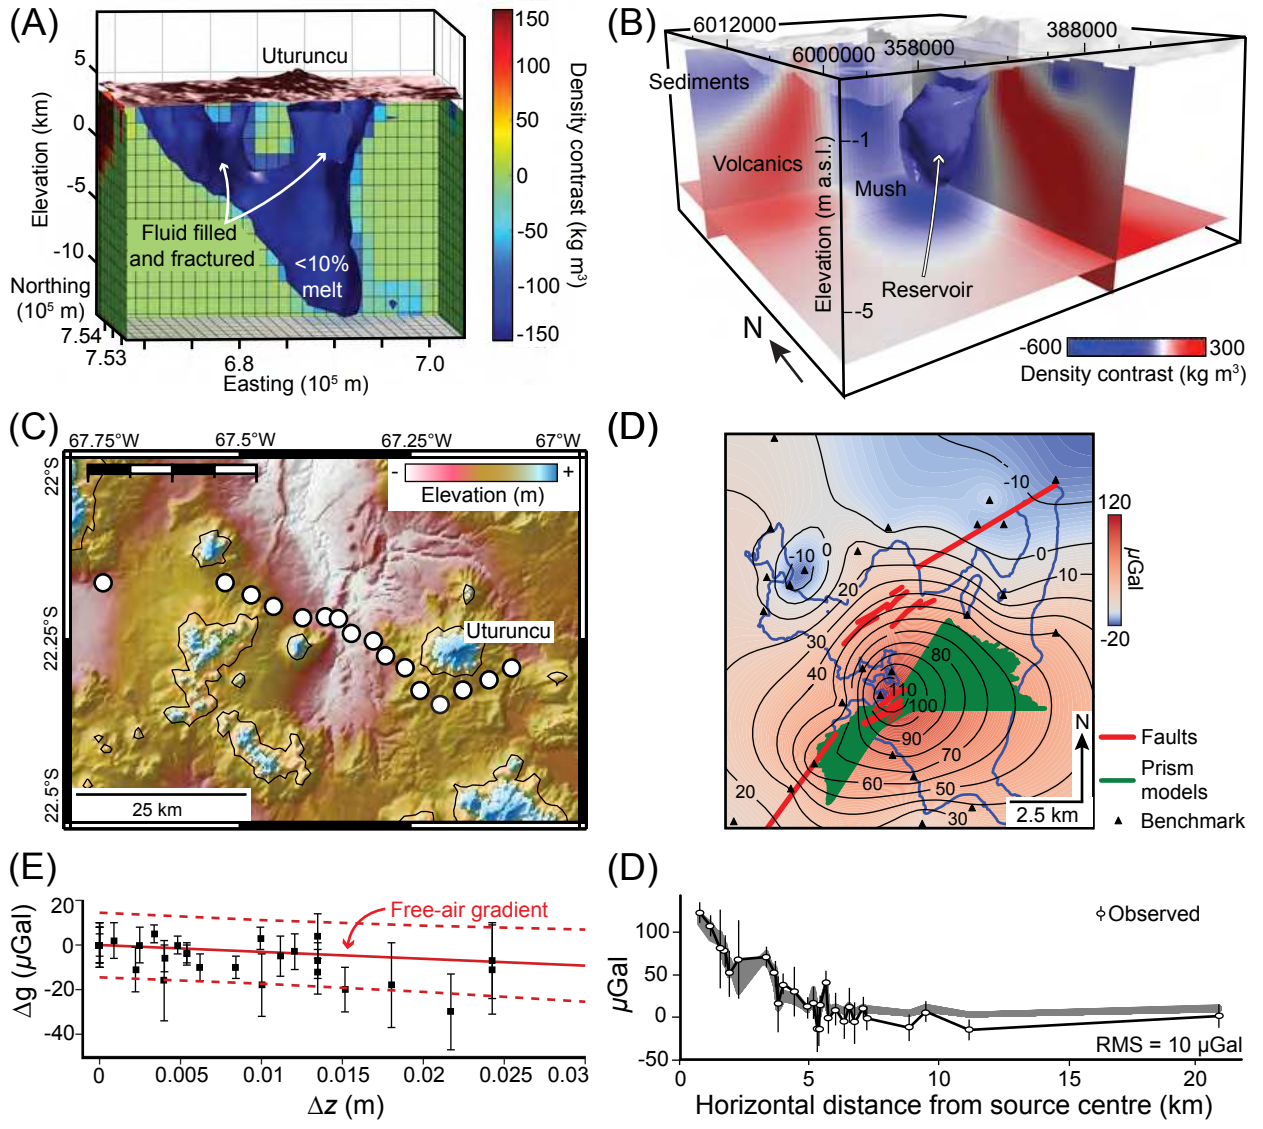 (A)
Uturuncu
5
0
-5
-10
Elevation (km)
Fluid filled
and fractured
<10%
melt
Northing
(10⁵ m)
7.54
7.53
6.8
7.0
Easting (10⁵ m)
150
100
50
0
-50
-100
-150
Density contrast (kg m³)
(B)
6012000
6000000
358000
388000
Sediments
Volcanics
Mush
Reservoir
-1
-5
Elevation (m a.s.l.)
N
-600
300
Density contrast (kg m³)
(C)
67.75°W
67.5°W
67.25°W
67°W
22°S
22.25°S
22.5°S
-
+
Elevation (m)
Uturuncu
25 km
(D)
-10
0
-10
0
10
20
30
40
80
110
100
90
70
60
50
30
20
120
-20
µGal
N
2.5 km
Faults
Prism
models
Benchmark
(E)
20
0
-20
-40
Δg (µGal)
Free-air gradient
0
0.005
0.01
0.015
0.02
0.025
0.03
Δz (m)
(D)
100
50
0
-50
µGal
Observed
RMS = 10 µGal
0
5
10
15
20
Horizontal distance from source centre (km)